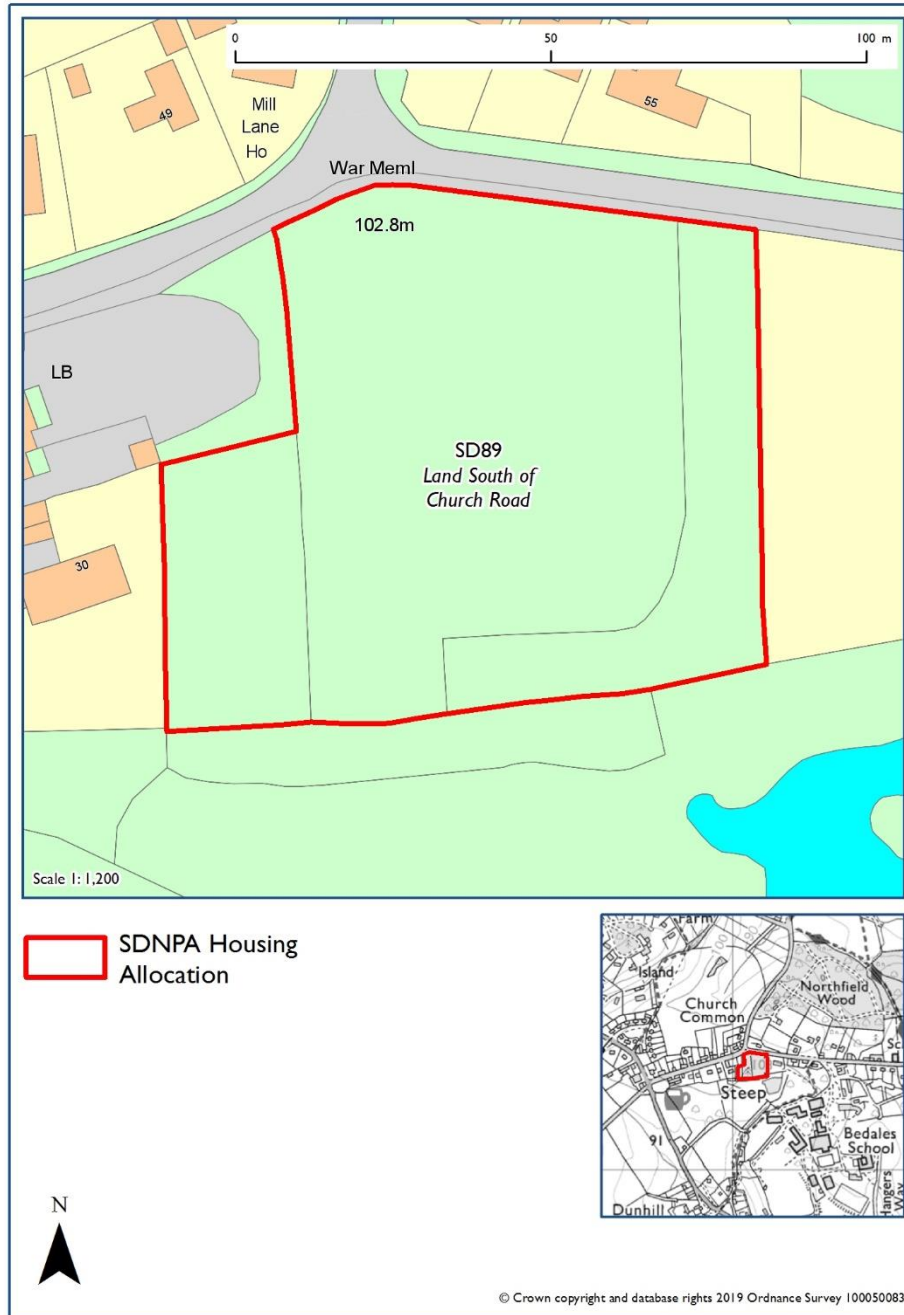 0 50 100 m
49
Mill
Lane
Ho
55
War Meml
102.8m
LB
SD89
Land South of
Church Road
30
Scale 1: 1,200
SDNPA Housing
Allocation
Farm
Island
Northfield
Wood
Church
Common
Steep
91
Bedales
School
Hangers
Way
Dunhill
N
© Crown copyright and database rights 2019 Ordnance Survey 100050083